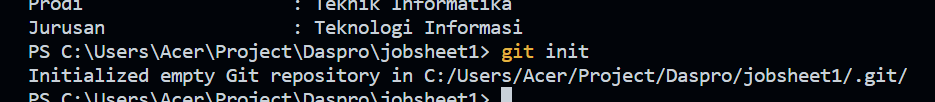 Prodi : Teknik Informatika
Jurusan : Teknologi Informasi
PS C:\Users\Acer\Project\Daspro\jobsheet1> git init
Initialized empty Git repository in C:/Users/Acer/Project/Daspro/jobsheet1/.git/
PS C:\Users\Acer\Project\Daspro\jobsheet1>